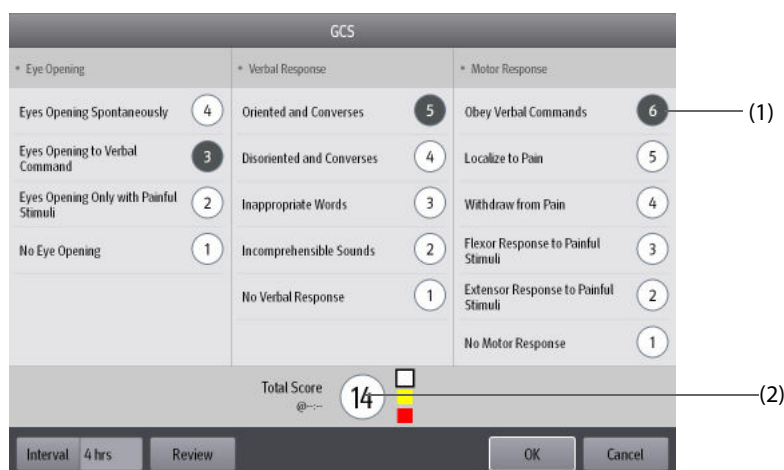 GCS
• Eye Opening
• Verbal Response
• Motor Response
Eyes Opening Spontaneously 4
Oriented and Converses 5
Obey Verbal Commands 6
(1)
Eyes Opening to Verbal
Command 3
Disoriented and Converses 4
Localize to Pain 5
Eyes Opening Only with Painful
Stimuli 2
Inappropriate Words 3
Withdraw from Pain 4
No Eye Opening 1
Incomprehensible Sounds 2
Flexor Response to Painful
Stimuli 3
No Verbal Response 1
Extensor Response to Painful
Stimuli 2
No Motor Response 1
Total Score
@--:--
14
(2)
Interval 4 hrs
Review
OK
Cancel